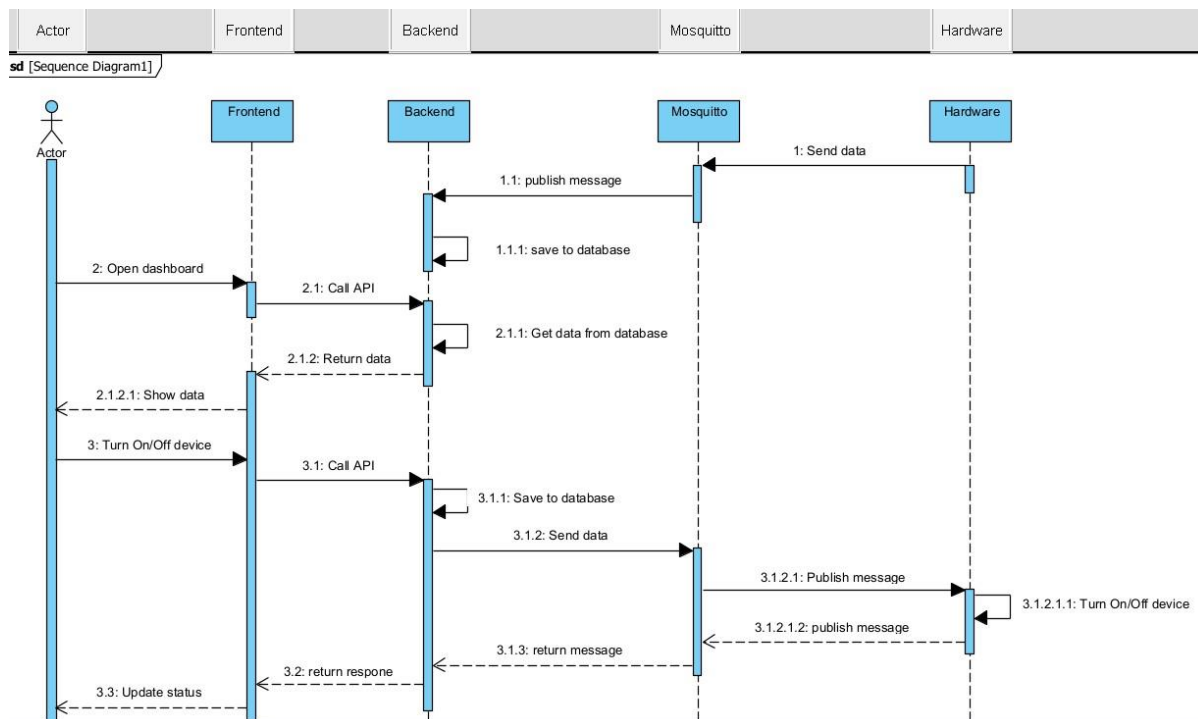 Actor
Frontend
Backend
Mosquitto
Hardware
sd [Sequence Diagram1]
Frontend
Backend
Mosquitto
Hardware
Actor
1: Send data
1.1: publish message
1.1.1: save to database
2: Open dashboard
2.1: Call API
2.1.1: Get data from database
2.1.2: Return data
2.1.2.1: Show data
3: Turn On/Off device
3.1: Call API
3.1.1: Save to database
3.1.2: Send data
3.1.2.1: Publish message
3.1.2.1.1: Turn On/Off device
3.1.2.1.2: publish message
3.1.3: return message
3.2: return respone
3.3: Update status